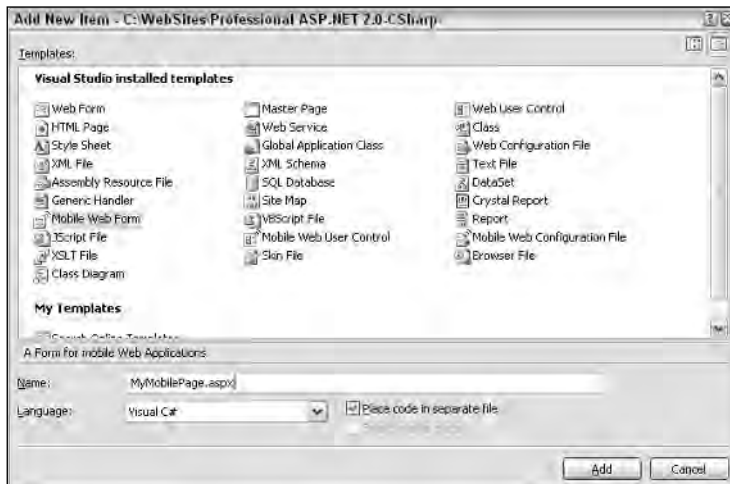 Add New Item - C:\WebSites\Professional ASP.NET 2.0-CSharp
Templates:
Visual Studio installed templates
Web Form
Master Page
Web User Control
HTML Page
Web Service
Class
Style Sheet
Global Application Class
Web Configuration File
XML File
XML Schema
Text File
Assembly Resource File
SQL Database
DataSet
Generic Handler
Site Map
Crystal Report
Mobile Web Form
VBScript File
Report
JScript File
Mobile Web User Control
Mobile Web Configuration File
XSLT File
Skin File
Browser File
Class Diagram
My Templates
Search Online Templates
A Form for mobile Web Applications
Name:
MyMobilePage.aspx
Language:
Visual C#
Place code in separate file
Add
Cancel